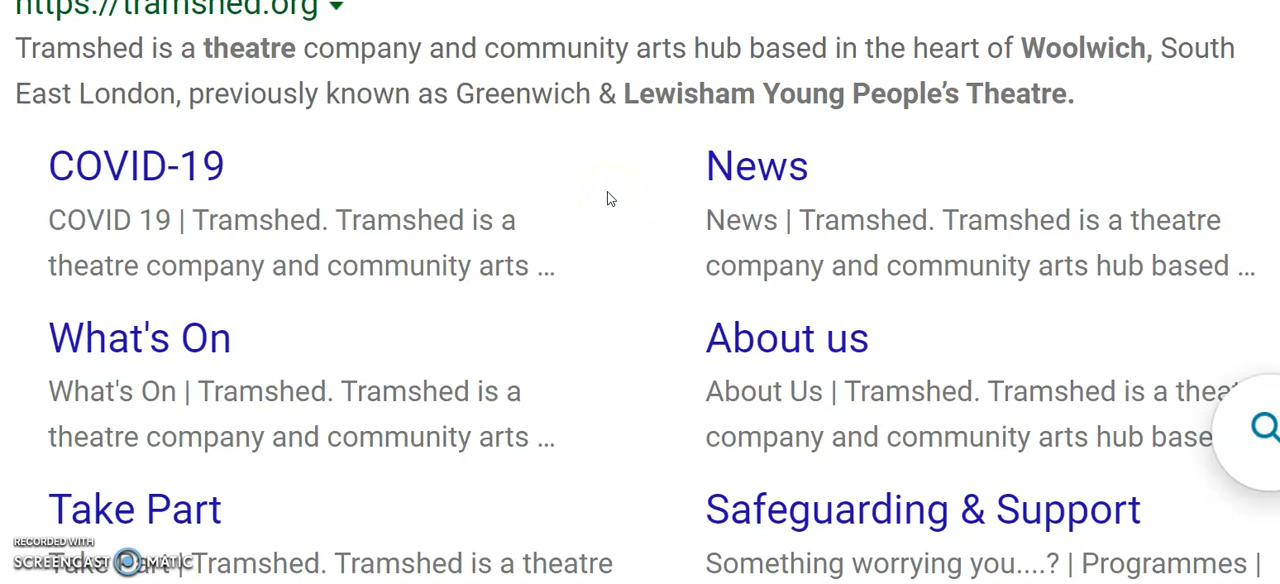 https://tramshed.org
Tramshed is a theatre company and community arts hub based in the heart of Woolwich, South
East London, previously known as Greenwich & Lewisham Young People's Theatre.
COVID-19
COVID 19 | Tramshed. Tramshed is a
theatre company and community arts ...
News
News | Tramshed. Tramshed is a theatre
company and community arts hub based ...
What's On
What's On | Tramshed. Tramshed is a
theatre company and community arts ...
About us
About Us | Tramshed. Tramshed is a
company and community arts hub
Take Part
Take Part | Tramshed. Tramshed is a theatre
Safeguarding & Support
Something worrying you....? | Programmes |
RECORDED WITH
SCREENCAST-O-MATIC